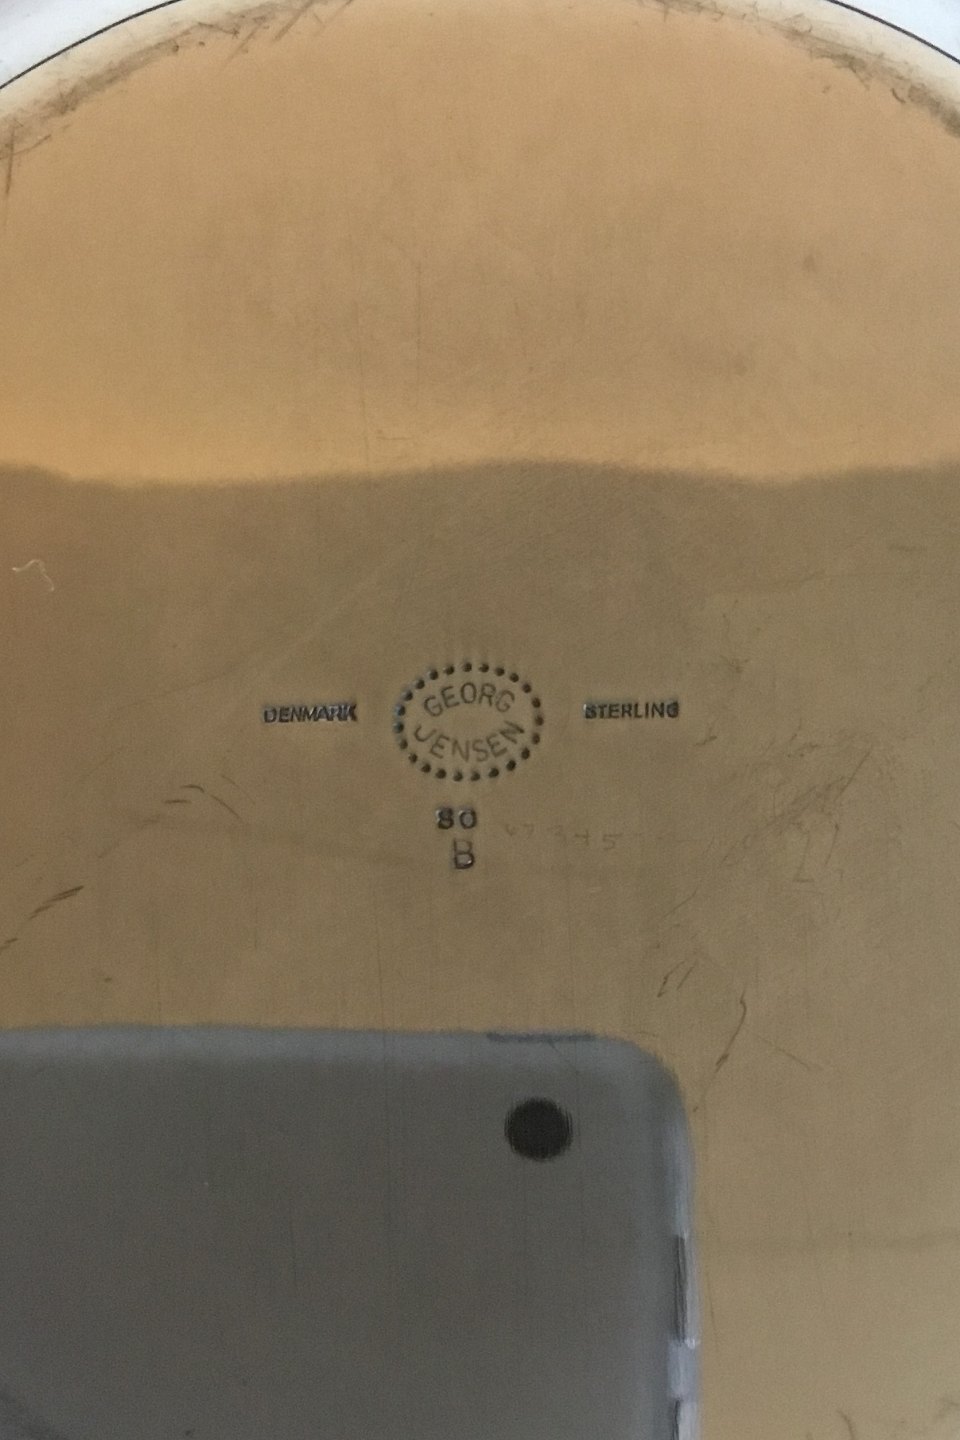 DENMARK GEORG JENSEN STERLING
80
B